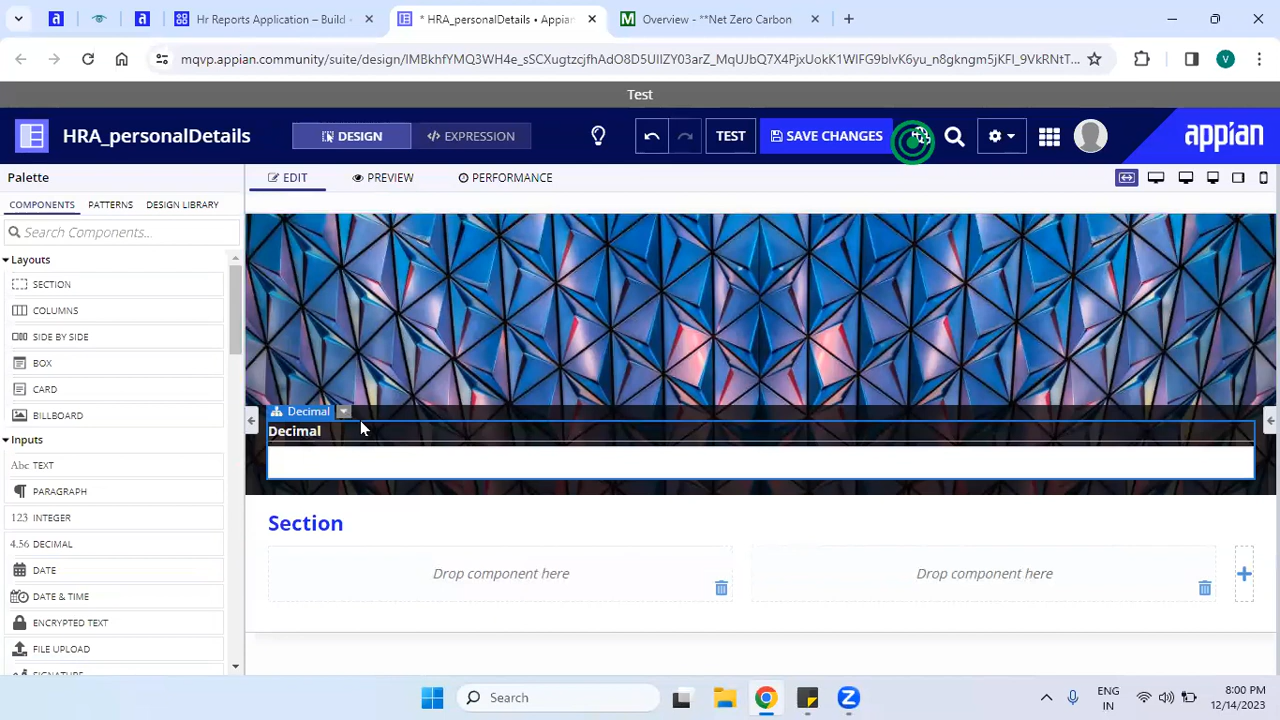 Hr Reports Application – Build
* HRA_personalDetails • Appian
Overview - **Net Zero Carbon
mqvp.appian.community/suite/design/lMBkhfYMQ3WH4e_sSCXugtzcjfhAdO8D5UIIZY03arZ_MqUJbQ7X4PjxUokK1WIFG9blvK6yu_n8gkngm5jKFI_9VkRNtT...
V
Test
HRA_personalDetails
DESIGN
</> EXPRESSION
TEST
SAVE CHANGES
appian
Palette
EDIT
PREVIEW
PERFORMANCE
COMPONENTS
PATTERNS
DESIGN LIBRARY
Search Components...
Layouts
SECTION
COLUMNS
SIDE BY SIDE
BOX
CARD
BILLBOARD
Inputs
Abc TEXT
PARAGRAPH
123 INTEGER
4.56 DECIMAL
DATE
DATE & TIME
ENCRYPTED TEXT
FILE UPLOAD
Decimal
Decimal
Section
Drop component here
Drop component here
Search
ENG
IN
8:00 PM
12/14/2023